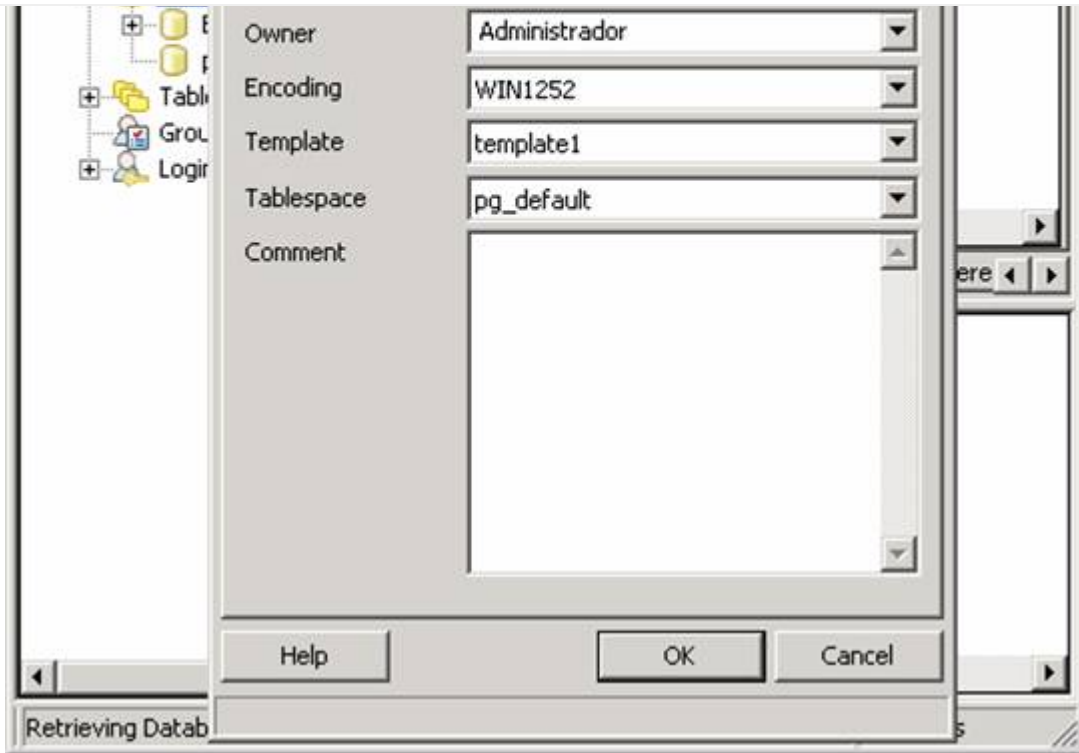 Owner Administrador
Encoding WIN1252
Template template1
Tablespace pg_default
Comment
Help OK Cancel
Retrieving Datab